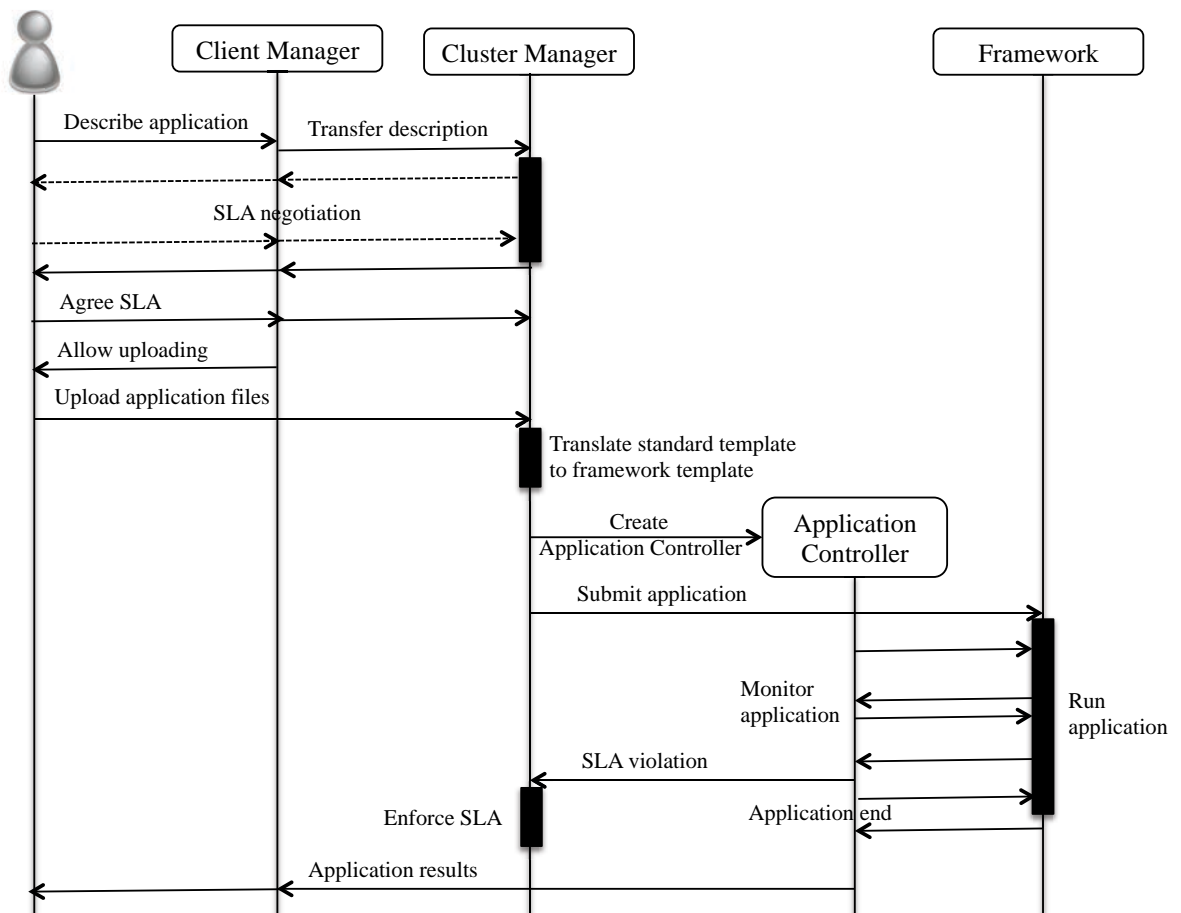 Client Manager
Cluster Manager
Framework
Describe application
Transfer description
SLA negotiation
Agree SLA
Allow uploading
Upload application files
Translate standard template
to framework template
Create
Application Controller
Application
Controller
Submit application
Monitor
application
Run
application
SLA violation
Enforce SLA
Application end
Application results